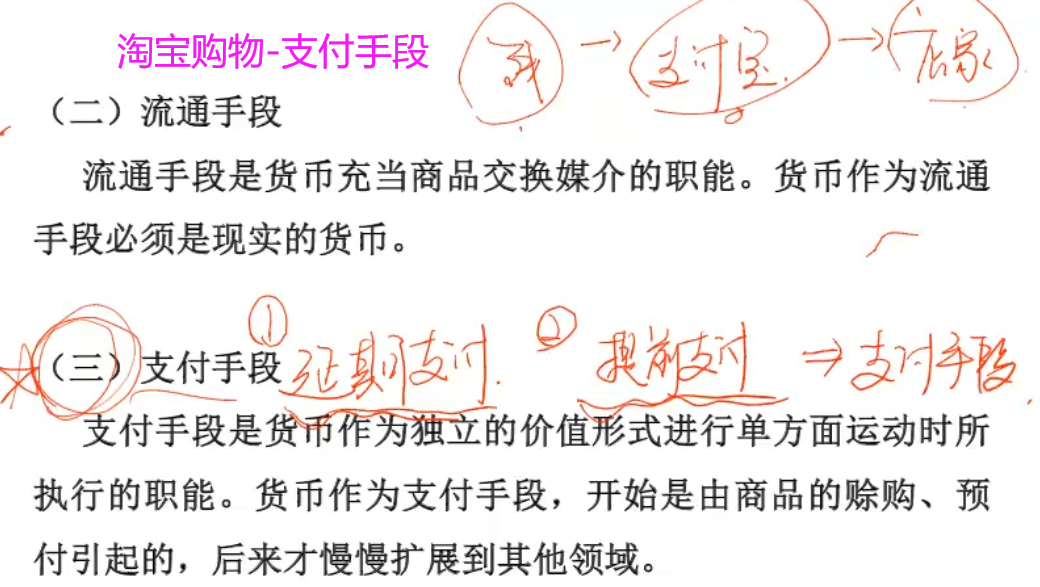 淘宝购物-支付手段
我 → 支付宝 → 店家
（二）流通手段
流通手段是货币充当商品交换媒介的职能。货币作为流通
手段必须是现实的货币。
① 延期支付. ② 提前支付 ⇒ 支付手段
（三）支付手段
支付手段是货币作为独立的价值形式进行单方面运动时所
执行的职能。货币作为支付手段，开始是由商品的赊购、预
付引起的，后来才慢慢扩展到其他领域。